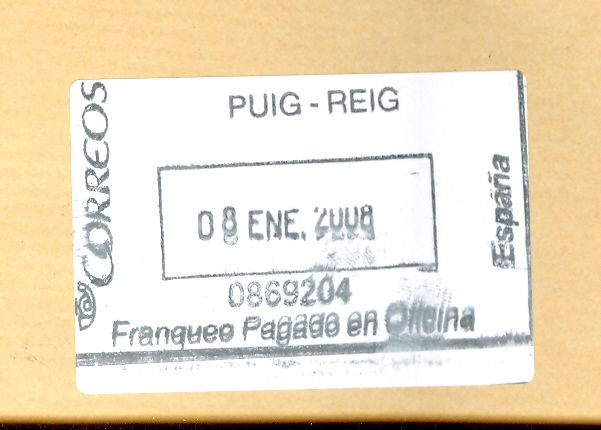 PUIG - REIG
CORREOS
08 ENE. 2008
España
0869204
Franqueo Pagado en Oficina